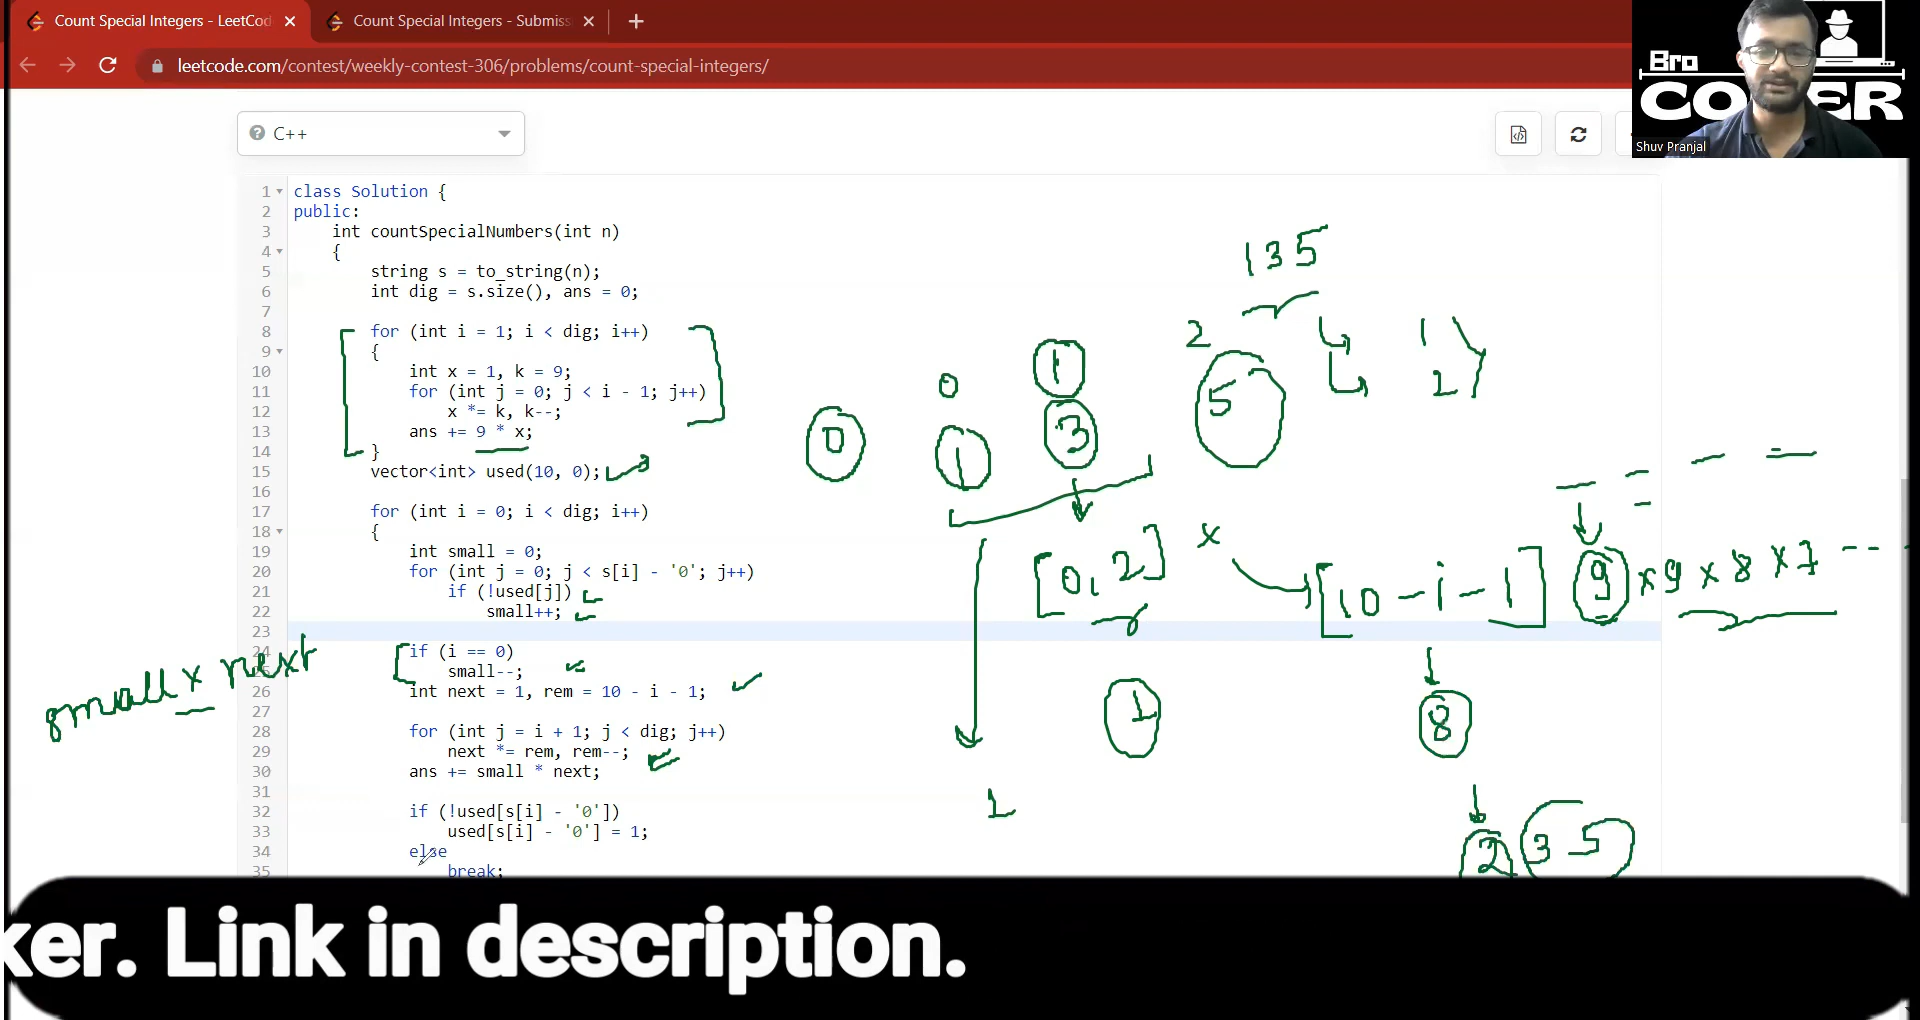 Count Special Integers - LeetCod
Count Special Integers - Submiss
leetcode.com/contest/weekly-contest-306/problems/count-special-integers/
Bro
CODER
Shuv Pranjal
C++
1 class Solution {
2 public:
3 int countSpecialNumbers(int n)
4 {
5 string s = to_string(n);
6 int dig = s.size(), ans = 0;
7
8 for (int i = 1; i < dig; i++)
9 {
10 int x = 1, k = 9;
11 for (int j = 0; j < i - 1; j++)
12 x *= k, k--;
13 ans += 9 * x;
14 }
15 vector<int> used(10, 0);
16
17 for (int i = 0; i < dig; i++)
18 {
19 int small = 0;
20 for (int j = 0; j < s[i] - '0'; j++)
21 if (!used[j])
22 small++;
23
24 if (i == 0)
25 small--;
26 int next = 1, rem = 10 - i - 1;
27
28 for (int j = i + 1; j < dig; j++)
29 next *= rem, rem--;
30 ans += small * next;
31
32 if (!used[s[i] - '0'])
33 used[s[i] - '0'] = 1;
34 else
35 break;
small x next
135
2 1
0 1 2
0 1 3 5
[0, 2] x [10 - i - 1] 9 x 9 x 8 x 7 --
1 8
1
2 3 5
ker. Link in description.